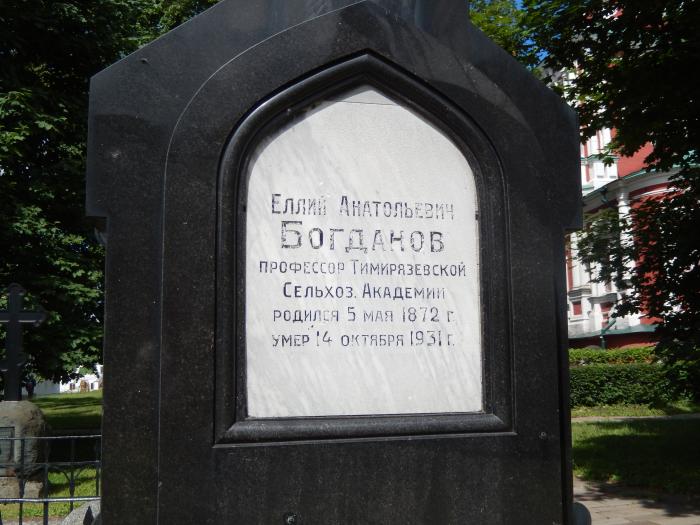 Еллий Анатольевич
Богданов
профессор Тимирязевской
Сельхоз. Академии
родился 5 мая 1872 г.
умер 14 октября 1931 г.